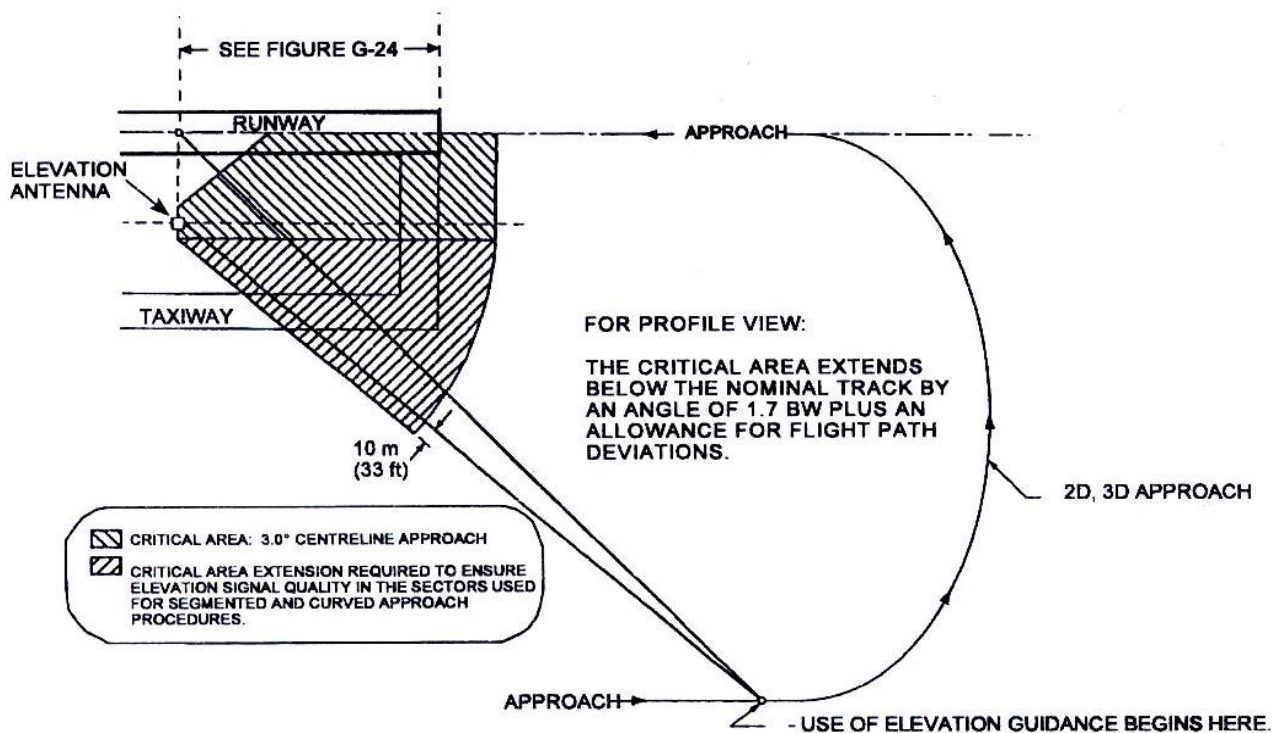 SEE FIGURE G-24
RUNWAY
APPROACH
ELEVATION
ANTENNA
TAXIWAY
FOR PROFILE VIEW:
THE CRITICAL AREA EXTENDS
BELOW THE NOMINAL TRACK BY
AN ANGLE OF 1.7 BW PLUS AN
ALLOWANCE FOR FLIGHT PATH
DEVIATIONS.
10 m
(33 ft)
2D, 3D APPROACH
CRITICAL AREA: 3.0° CENTRELINE APPROACH
CRITICAL AREA EXTENSION REQUIRED TO ENSURE
ELEVATION SIGNAL QUALITY IN THE SECTORS USED
FOR SEGMENTED AND CURVED APPROACH
PROCEDURES.
APPROACH
- USE OF ELEVATION GUIDANCE BEGINS HERE.